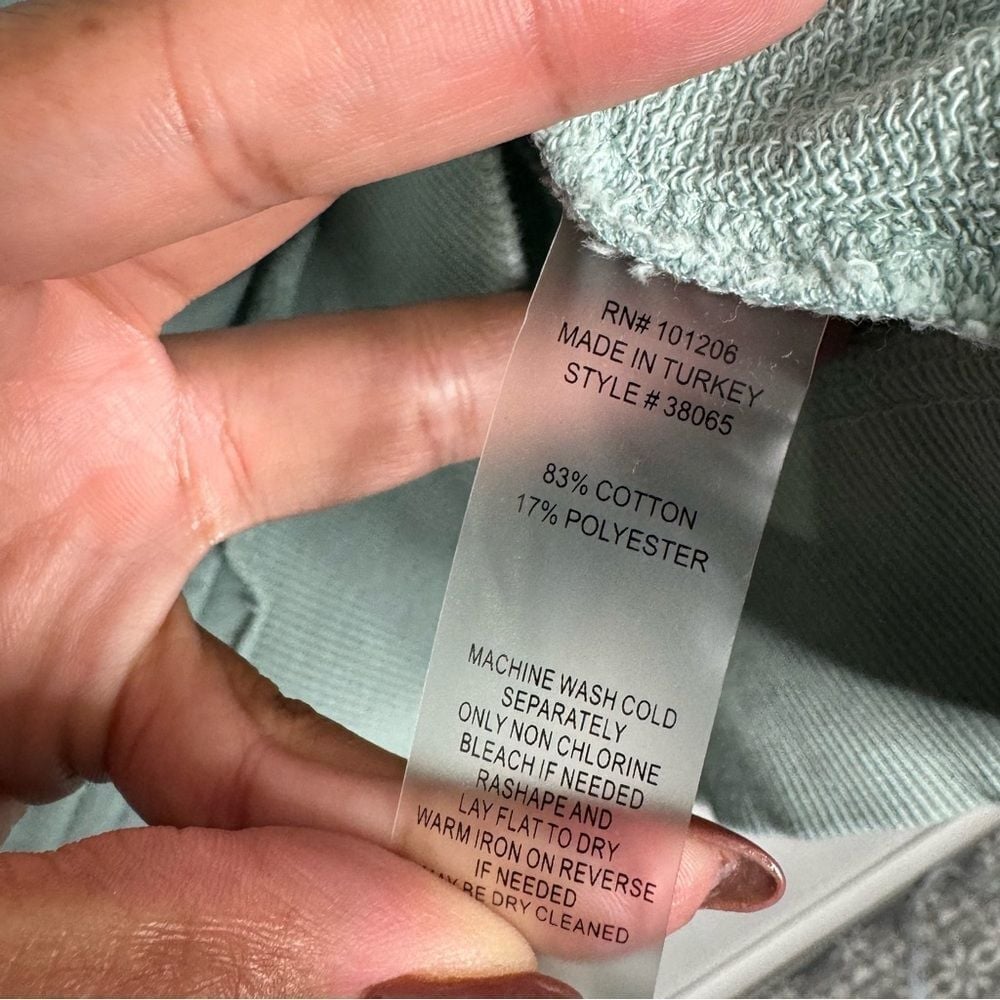 RN# 101206
MADE IN TURKEY
STYLE # 38065
83% COTTON
17% POLYESTER
MACHINE WASH COLD
SEPARATELY
ONLY NON CHLORINE
BLEACH IF NEEDED
RASHAPE AND
LAY FLAT TO DRY
WARM IRON ON REVERSE
IF NEEDED
BE DRY CLEANED